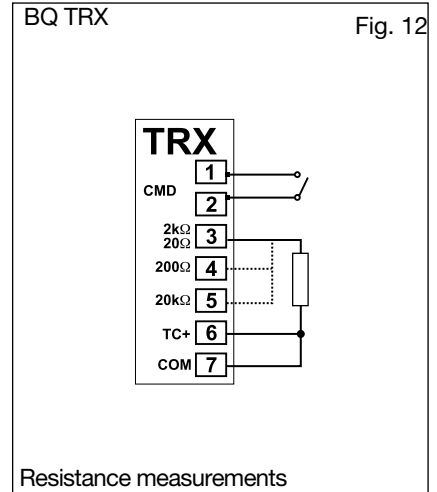 BQ TRX
Fig. 12
TRX
1
CMD
2
2kΩ
20Ω
3
200Ω 4
20kΩ 5
TC+ 6
COM 7
Resistance measurements